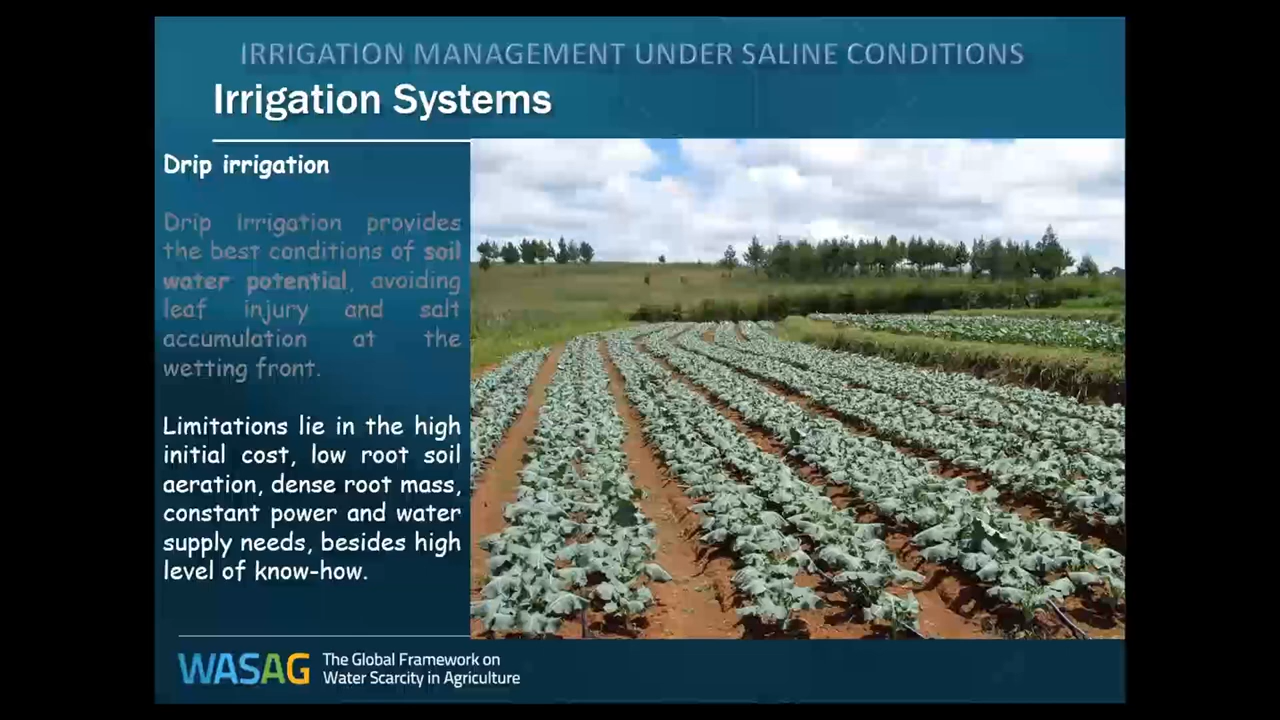 IRRIGATION MANAGEMENT UNDER SALINE CONDITIONS
Irrigation Systems
Drip irrigation
Drip Irrigation provides
the best conditions of soil
water potential, avoiding
leaf injury and salt
accumulation at the
wetting front.
Limitations lie in the high
initial cost, low root soil
aeration, dense root mass,
constant power and water
supply needs, besides high
level of know-how.
WASAG
The Global Framework on
Water Scarcity in Agriculture